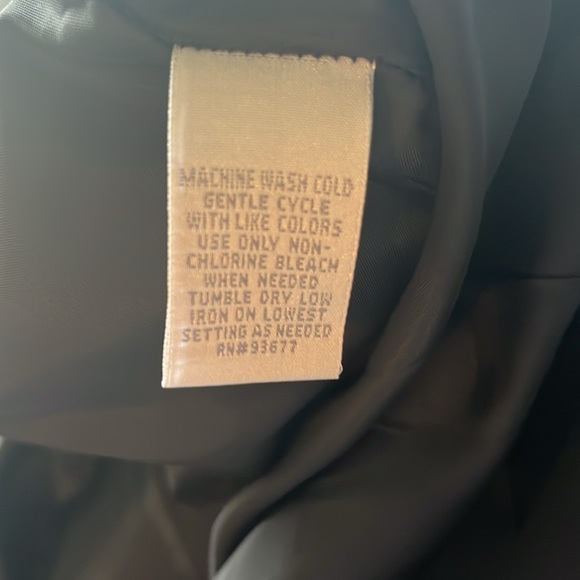 MACHINE WASH COLD
GENTLE CYCLE
WITH LIKE COLORS
USE ONLY NON-
CHLORINE BLEACH
WHEN NEEDED
TUMBLE DRY LOW
IRON ON LOWEST
SETTING AS NEEDED
RN#93677